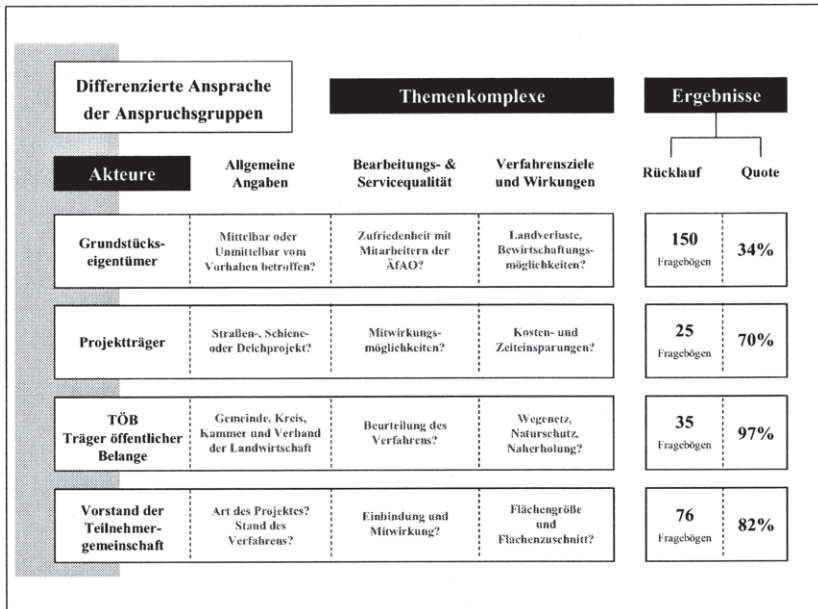 Differenzierte Ansprache
der Anspruchsgruppen
Themenkomplexe
Ergebnisse
Akteure
Allgemeine
Angaben
Bearbeitungs- &
Servicequalität
Verfahrensziele
und Wirkungen
Rücklauf
Quote
Grundstücks-
eigentümer
Mittelbar oder
Unmittelbar vom
Vorhaben betroffen?
Zufriedenheit mit
Mitarbeitern der
ÄfAO?
Landverluste,
Bewirtschaftungs-
möglichkeiten?
150
Fragebögen
34%
Projektträger
Straßen-, Schiene-
oder Deichprojekt?
Mitwirkungs-
möglichkeiten?
Kosten- und
Zeiteinsparungen?
25
Fragebögen
70%
TÖB
Träger öffentlicher
Belange
Gemeinde, Kreis,
Kammer und Verband
der Landwirtschaft
Beurteilung des
Verfahrens?
Wegenetz,
Naturschutz,
Naherholung?
35
Fragebögen
97%
Vorstand der
Teilnehmer-
gemeinschaft
Art des Projektes?
Stand des
Verfahrens?
Einbindung und
Mitwirkung?
Flächengröße
und
Flächenzuschnitt?
76
Fragebögen
82%